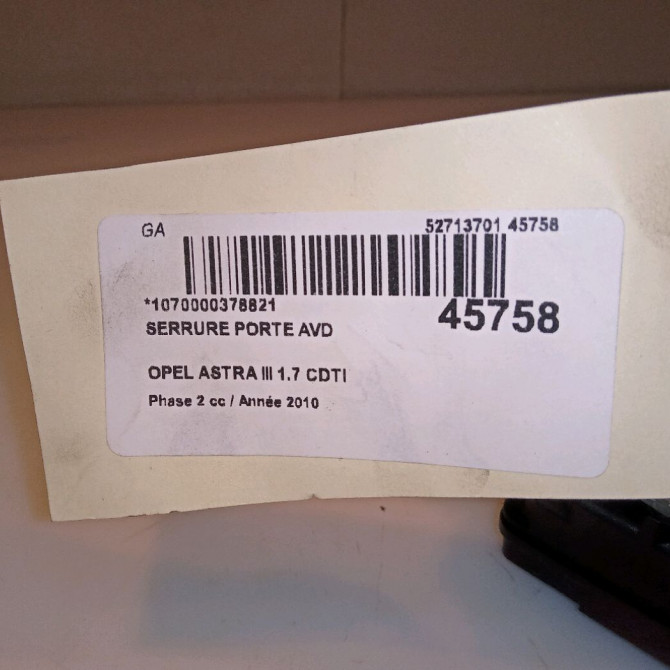 GA 52713701 45758
*1070000378821
45758
SERRURE PORTE AVD
OPEL ASTRA III 1.7 CDTI
Phase 2 cc / Année 2010